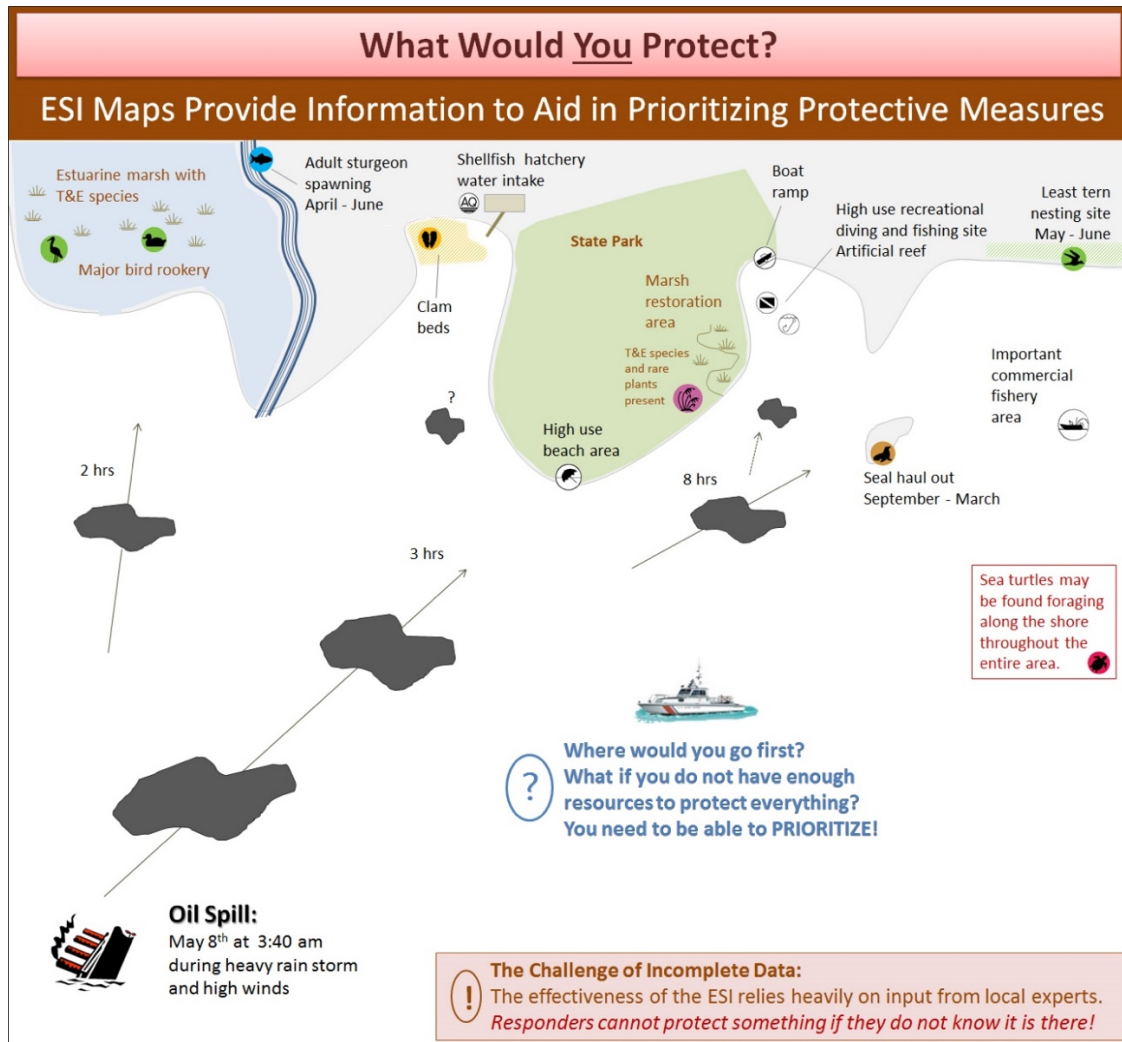 What Would You Protect?
ESI Maps Provide Information to Aid in Prioritizing Protective Measures
Estuarine marsh with
T&E species
Major bird rookery
Adult sturgeon
spawning
April - June
Shellfish hatchery
water intake
AQ
Clam
beds
State Park
Marsh
restoration
area
T&E species
and rare
plants
present
High use
beach area
Boat
ramp
High use recreational
diving and fishing site
Artificial reef
Least tern
nesting site
May - June
Important
commercial
fishery
area
Seal haul out
September - March
?
2 hrs
3 hrs
8 hrs
Sea turtles may
be found foraging
along the shore
throughout the
entire area.
?
Where would you go first?
What if you do not have enough
resources to protect everything?
You need to be able to PRIORITIZE!
Oil Spill:
May 8th at 3:40 am
during heavy rain storm
and high winds
!
The Challenge of Incomplete Data:
The effectiveness of the ESI relies heavily on input from local experts.
Responders cannot protect something if they do not know it is there!